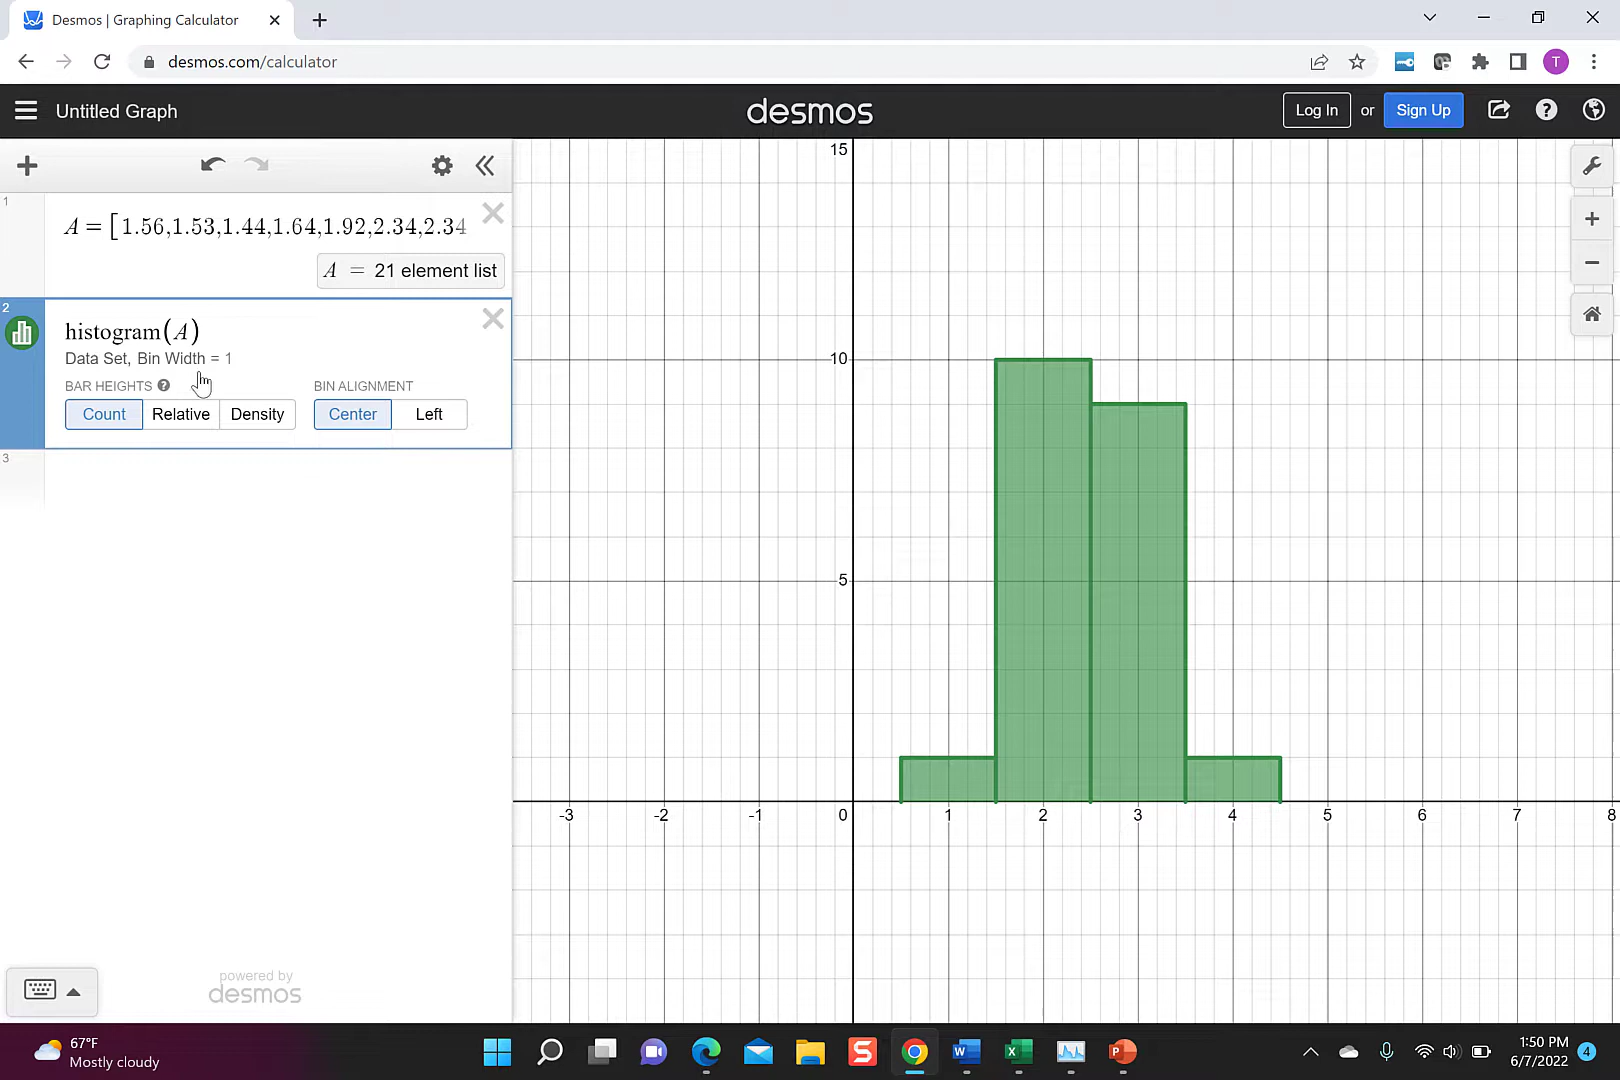 Desmos | Graphing Calculator
desmos.com/calculator
T
Untitled Graph
desmos
Log In or Sign Up
1
A = [1.56,1.53,1.44,1.64,1.92,2.34,2.34
A = 21 element list
2
histogram(A)
Data Set, Bin Width = 1
BAR HEIGHTS ?
BIN ALIGNMENT
Count Relative Density
Center Left
3
15
10
5
-3 -2 -1 0 1 2 3 4 5 6 7 8
powered by
desmos
67°F
Mostly cloudy
S
W
X
P
1:50 PM
6/7/2022
4